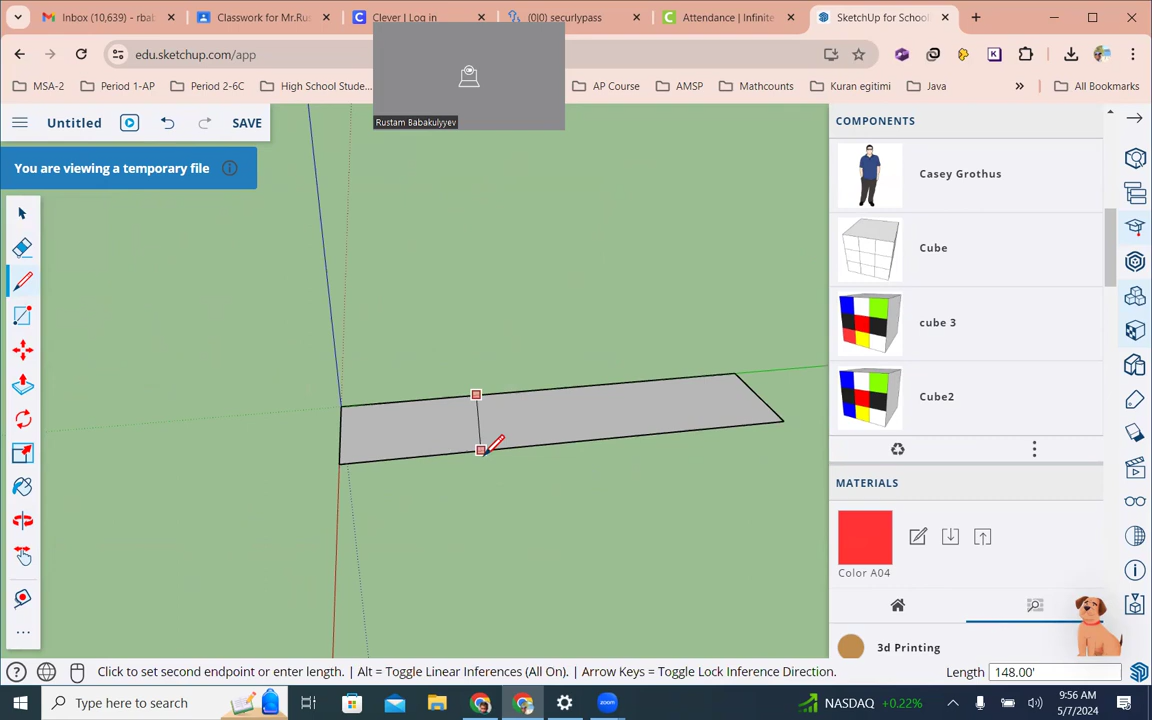 Inbox (10,639) - rba
Classwork for Mr.Ru
Clever | Log in
(0|0) securlypass
Attendance | Infinite
SketchUp for School
edu.sketchup.com/app
MSA-2
Period 1-AP
Period 2-6C
High School Stude...
AP Course
AMSP
Mathcounts
Kuran egitimi
Java
All Bookmarks
Rustam Babakulyyev
Untitled
SAVE
You are viewing a temporary file
COMPONENTS
Casey Grothus
Cube
cube 3
Cube2
MATERIALS
Color A04
3d Printing
Click to set second endpoint or enter length. | Alt = Toggle Linear Inferences (All On). | Arrow Keys = Toggle Lock Inference Direction.
Length 148.00'
Type here to search
NASDAQ +0.22%
9:56 AM
5/7/2024